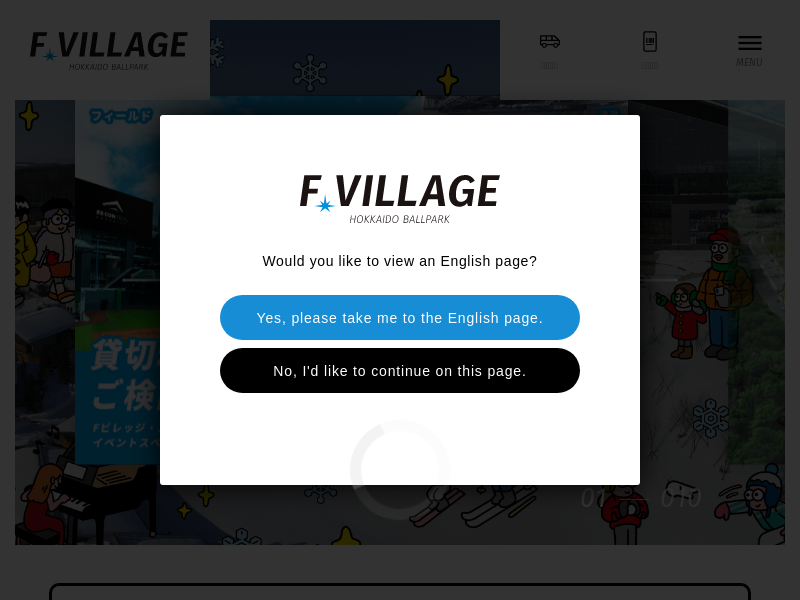 F VILLAGE
HOKKAIDO BALLPARK
MENU
フィールド
F VILLAGE
HOKKAIDO BALLPARK
Would you like to view an English page?
Yes, please take me to the English page.
No, I'd like to continue on this page.
貸切
ご検
Fビレッジ
イベントスペ
01
010